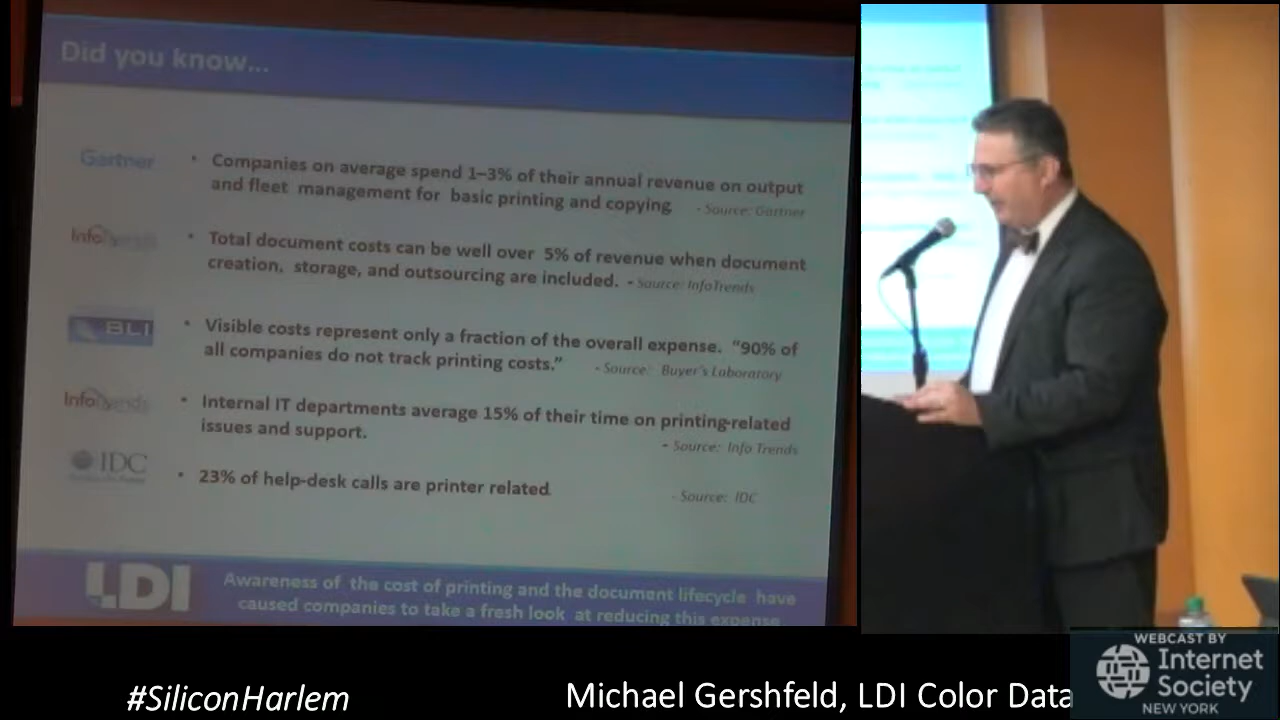 Did you know...
Gartner
• Companies on average spend 1–3% of their annual revenue on output
and fleet management for basic printing and copying
- Source: Gartner
InfoTrends
• Total document costs can be well over 5% of revenue when document
creation, storage, and outsourcing are included. - Source: InfoTrends
BLI
• Visible costs represent only a fraction of the overall expense. “90% of
all companies do not track printing costs.” - Source: Buyer's Laboratory
InfoTrends
• Internal IT departments average 15% of their time on printing-related
issues and support.
- Source: Info Trends
IDC
• 23% of help-desk calls are printer related
- Source: IDC
LDI
Awareness of the cost of printing and the document lifecycle have
caused companies to take a fresh look at reducing this expense
#SiliconHarlem
Michael Gershfeld, LDI Color Data
WEBCAST BY
Internet
Society
NEW YORK